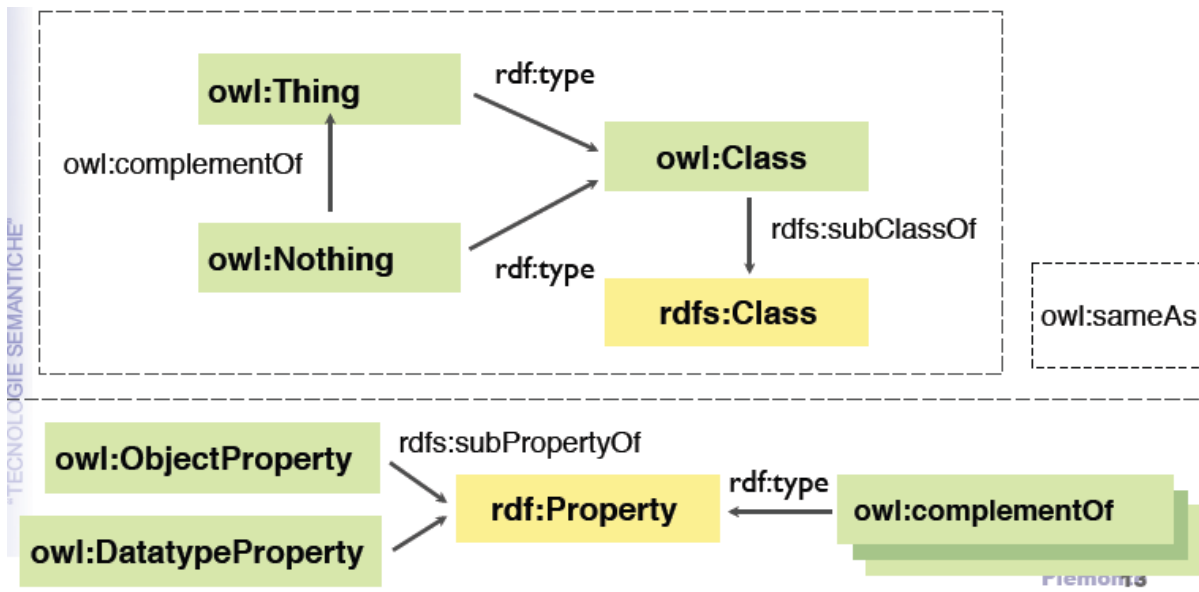 owl:Thing
rdf:type
owl:complementOf
owl:Class
rdfs:subClassOf
owl:Nothing
rdf:type
rdfs:Class
owl:sameAs
"TECNOLOGIE SEMANTICHE"
owl:ObjectProperty
rdfs:subPropertyOf
rdf:Property
rdf:type
owl:complementOf
owl:DatatypeProperty
13